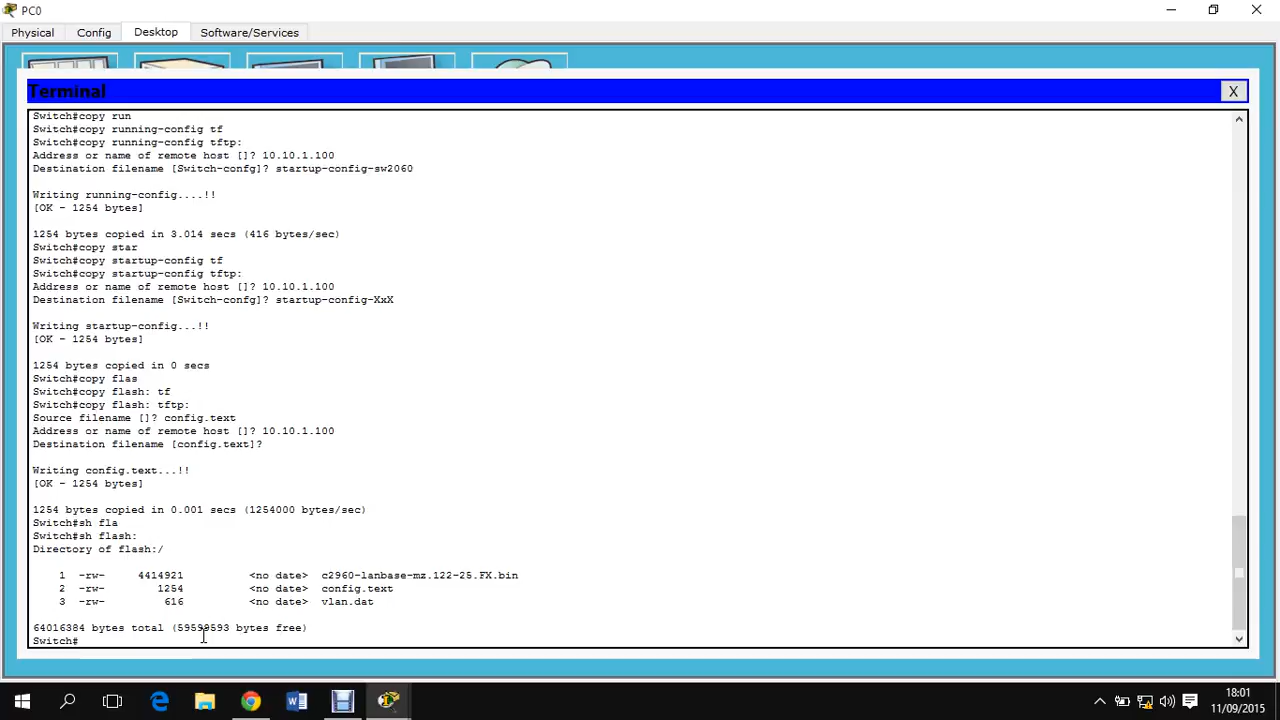 PC0
Physical Config Desktop Software/Services
Terminal
X
Switch#copy run
Switch#copy running-config tf
Switch#copy running-config tftp:
Address or name of remote host []? 10.10.1.100
Destination filename [Switch-confg]? startup-config-sw2060
Writing running-config....!!
[OK - 1254 bytes]
1254 bytes copied in 3.014 secs (416 bytes/sec)
Switch#copy star
Switch#copy startup-config tf
Switch#copy startup-config tftp:
Address or name of remote host []? 10.10.1.100
Destination filename [Switch-confg]? startup-config-XxX
Writing startup-config...!!
[OK - 1254 bytes]
1254 bytes copied in 0 secs
Switch#copy flas
Switch#copy flash: tf
Switch#copy flash: tftp:
Source filename []? config.text
Address or name of remote host []? 10.10.1.100
Destination filename [config.text]?
Writing config.text...!!
[OK - 1254 bytes]
1254 bytes copied in 0.001 secs (1254000 bytes/sec)
Switch#sh fla
Switch#sh flash:
Directory of flash:/
1 -rw- 4414921 <no date> c2960-lanbase-mz.122-25.FX.bin
2 -rw- 1254 <no date> config.text
3 -rw- 616 <no date> vlan.dat
64016384 bytes total (59599593 bytes free)
Switch#
18:01
11/09/2015